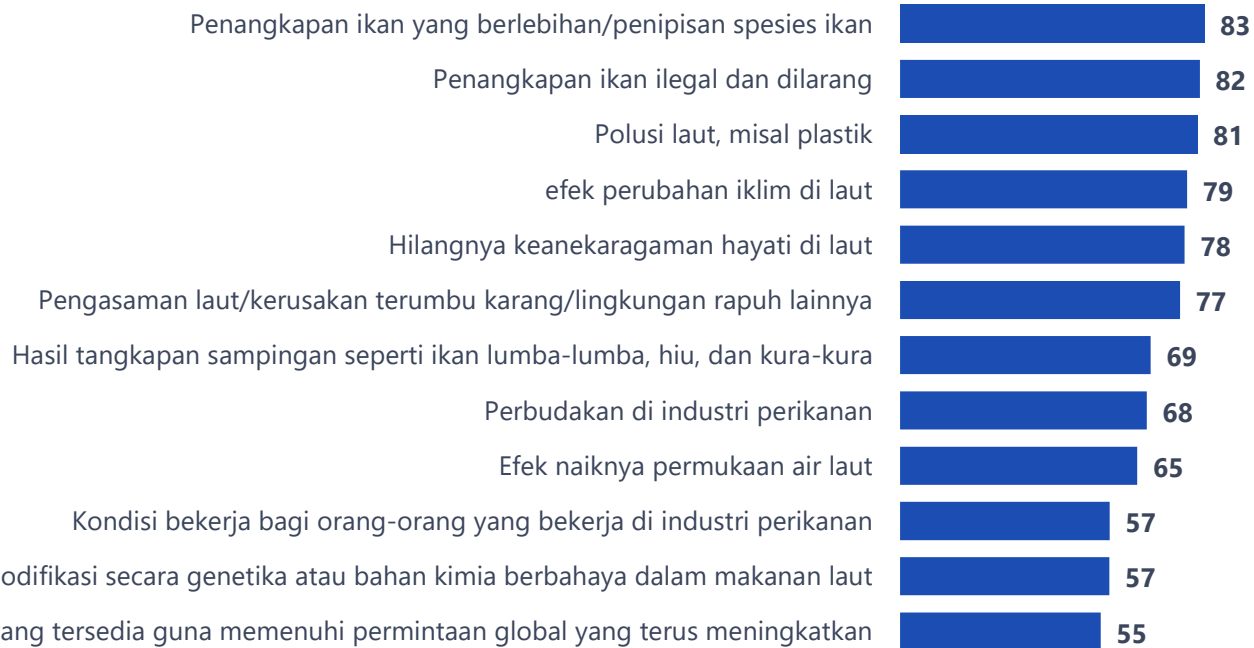 Penangkapan ikan yang berlebihan/penipisan spesies ikan 83
Penangkapan ikan ilegal dan dilarang 82
Polusi laut, misal plastik 81
efek perubahan iklim di laut 79
Hilangnya keanekaragaman hayati di laut 78
Pengasaman laut/kerusakan terumbu karang/lingkungan rapuh lainnya 77
Hasil tangkapan sampingan seperti ikan lumba-lumba, hiu, dan kura-kura 69
Perbudakan di industri perikanan 68
Efek naiknya permukaan air laut 65
Kondisi bekerja bagi orang-orang yang bekerja di industri perikanan 57
secara genetika atau bahan kimia berbahaya dalam makanan laut 57
tersedia guna memenuhi permintaan global yang terus meningkatkan 55